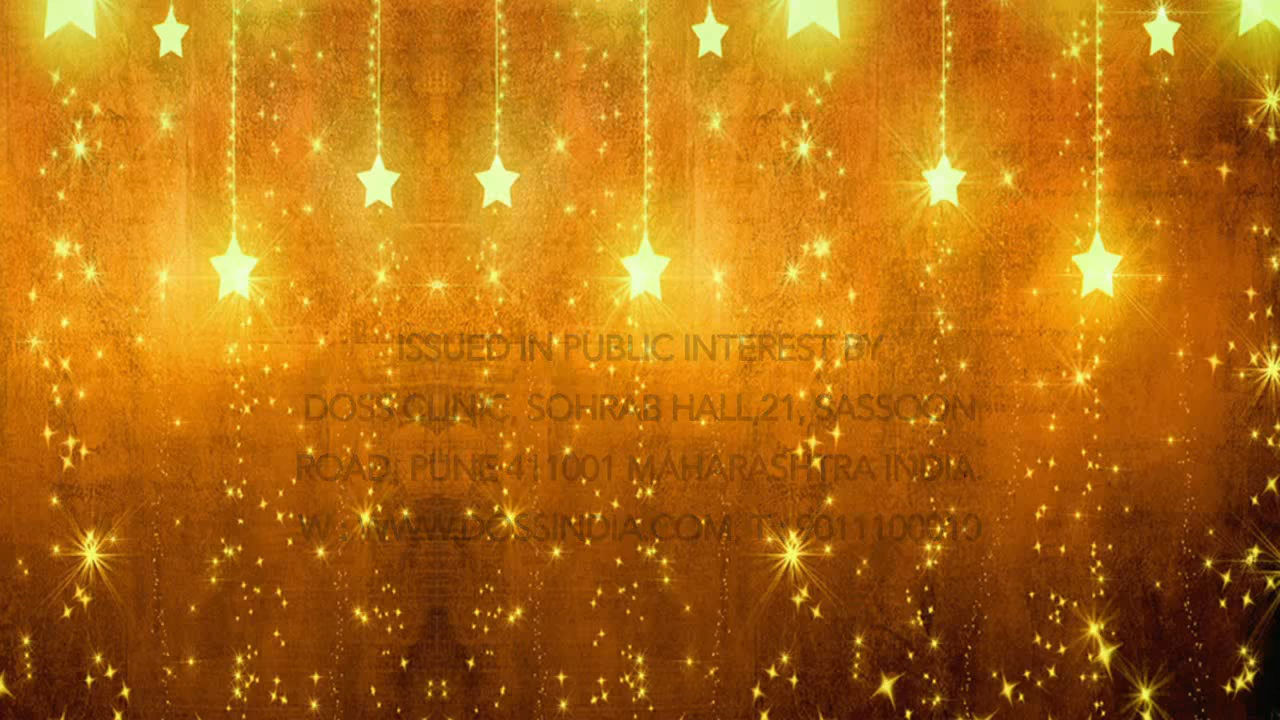 ISSUED IN PUBLIC INTEREST BY
DOSS CLINIC, SOHRAB HALL,21, SASSOON
ROAD, PUNE 411001 MAHARASHTRA INDIA.
W : WWW.DOSSINDIA.COM. T : 9011100010